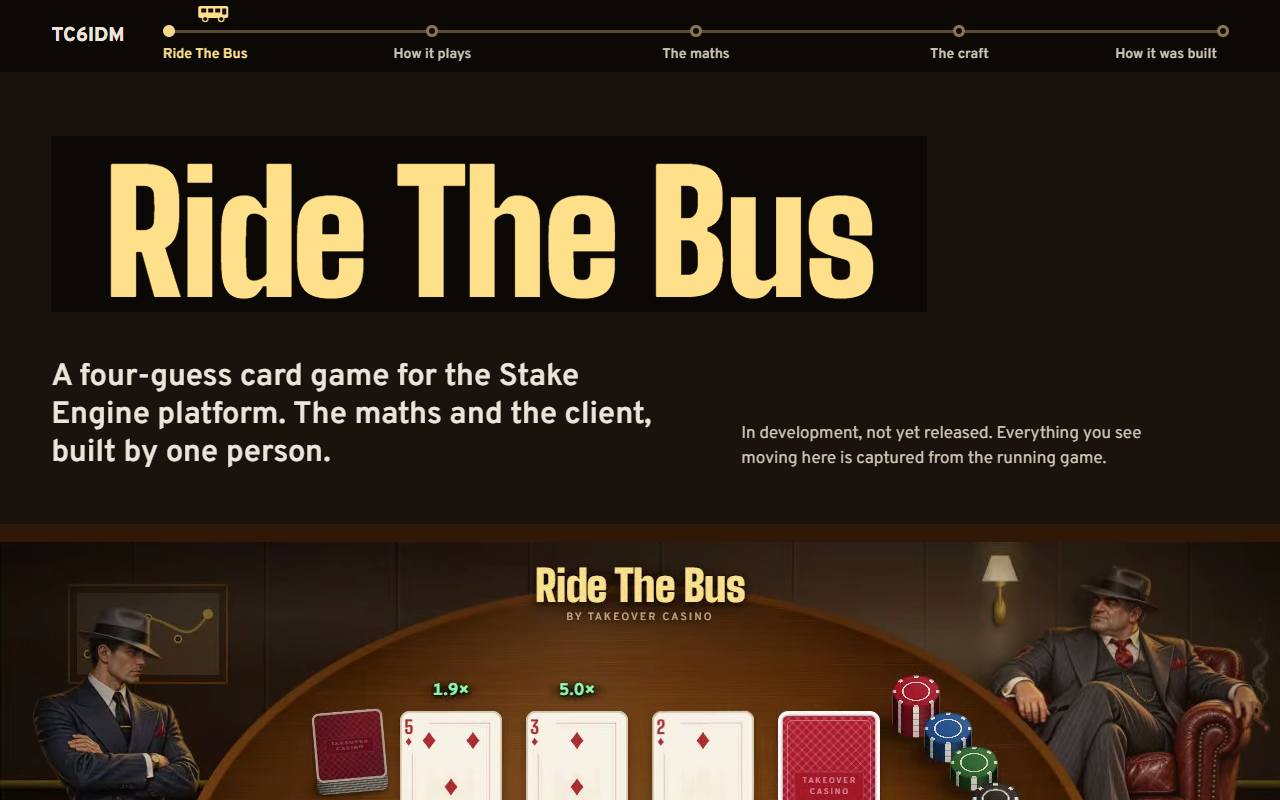 TC6IDM
Ride The Bus
How it plays
The maths
The craft
How it was built
Ride The Bus
A four-guess card game for the Stake
Engine platform. The maths and the client,
built by one person.
In development, not yet released. Everything you see
moving here is captured from the running game.
Ride The Bus
BY TAKEOVER CASINO
1.9×
5.0×
TAKEOVER
CASINO
5
3
2
TAKEOVER
CASINO